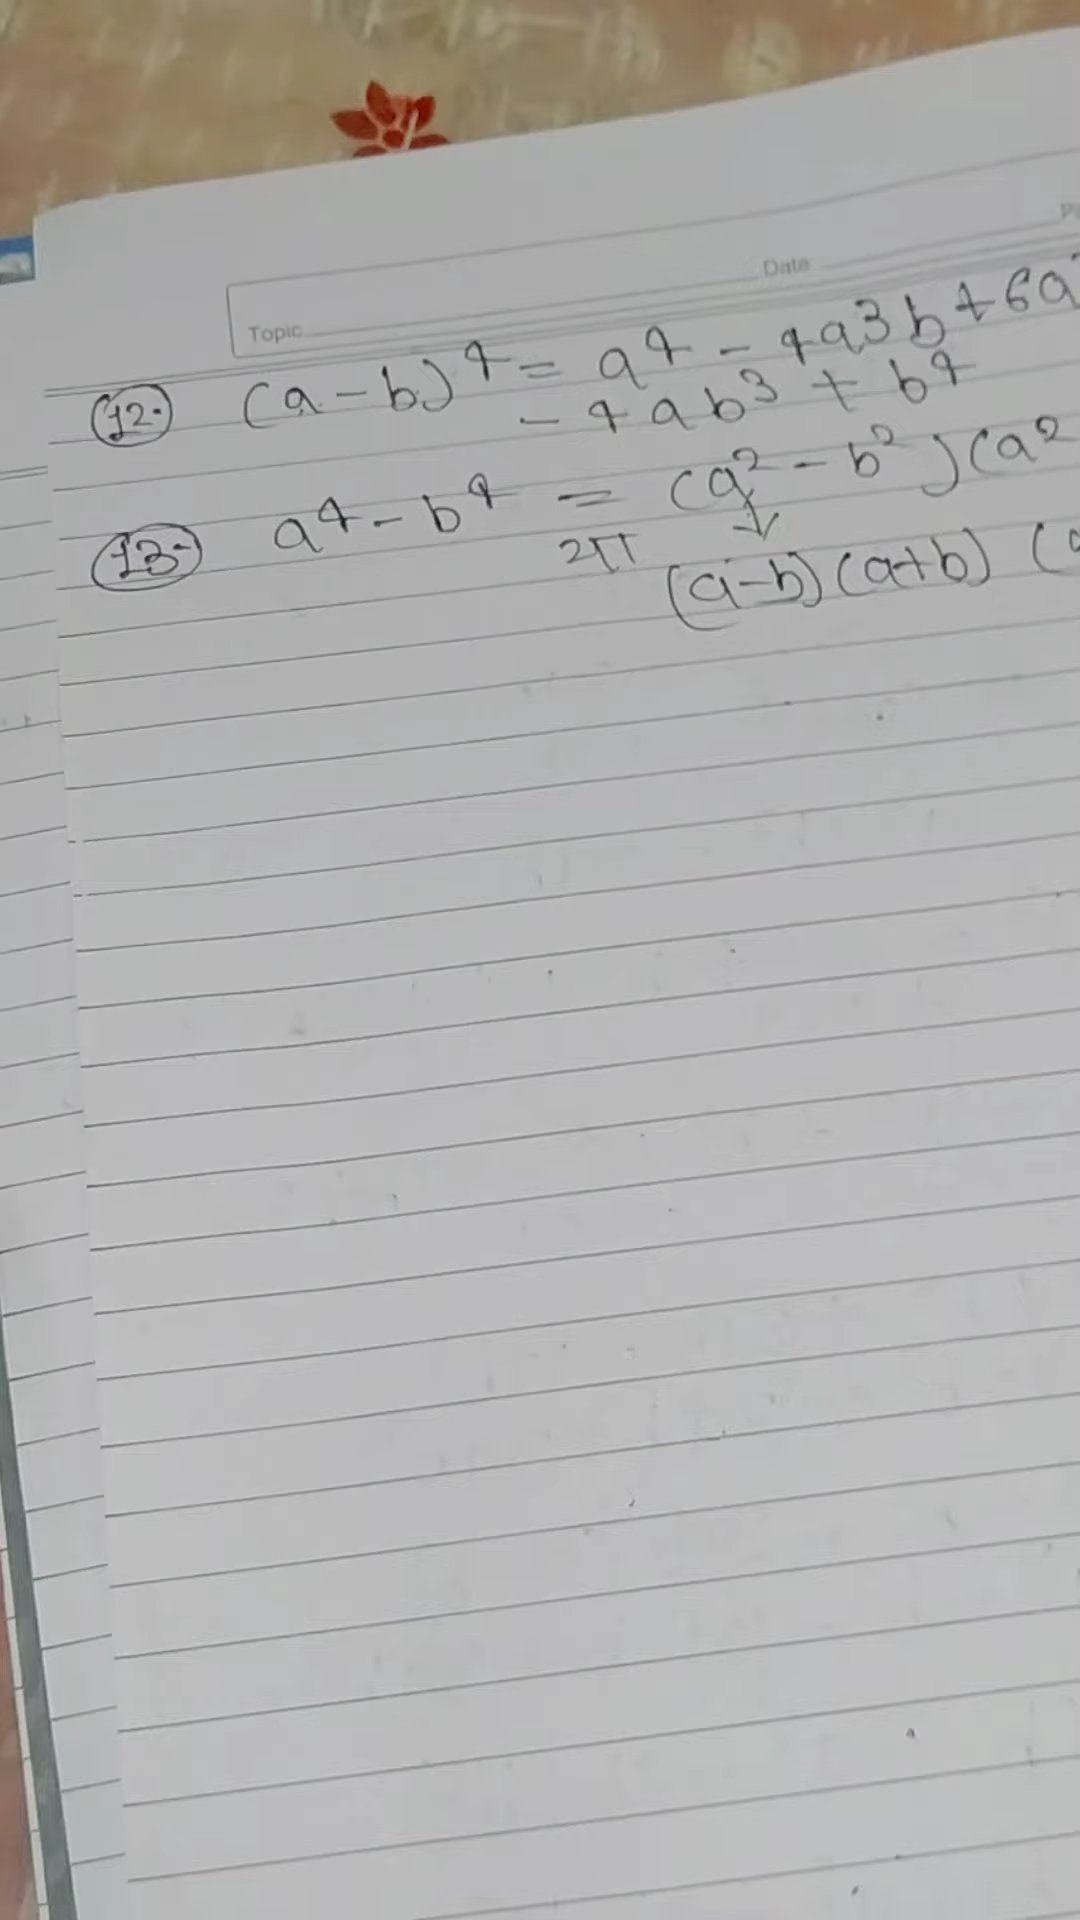 Date
Topic
12. (a-b)⁴ = a⁴ - 4a³b + 6a
- 4ab³ + b⁴
13. a⁴ - b⁴ = (a² - b²)(a²
↓
(a-b)(a+b) (